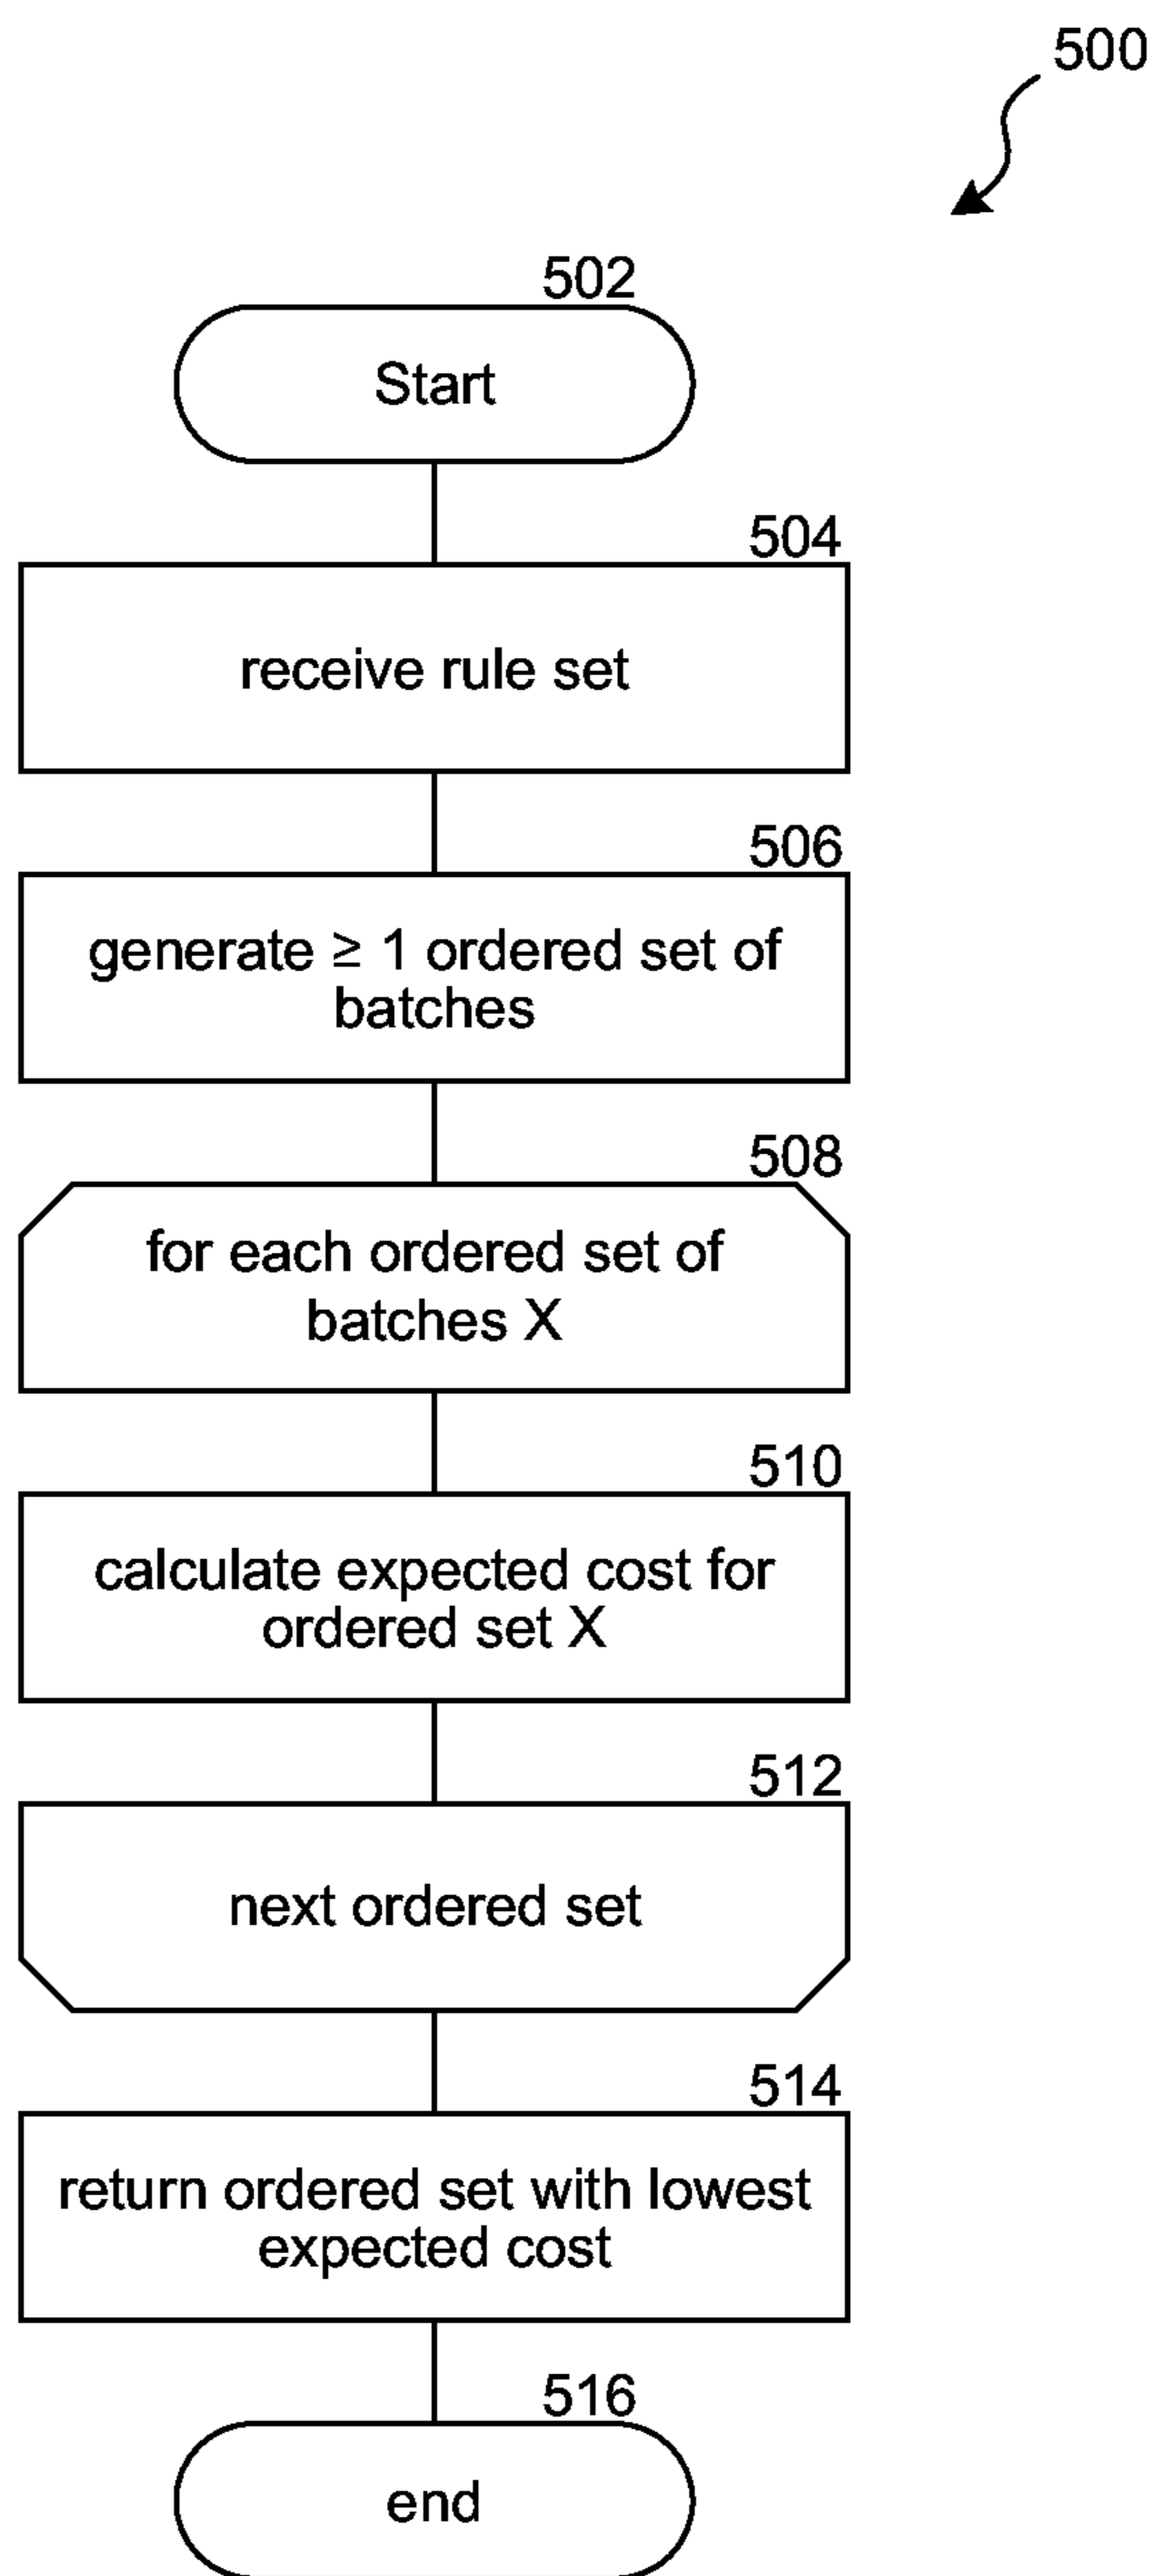 500
502
Start
504
receive rule set
506
generate ≥ 1 ordered set of
batches
508
for each ordered set of
batches X
510
calculate expected cost for
ordered set X
512
next ordered set
514
return ordered set with lowest
expected cost
516
end